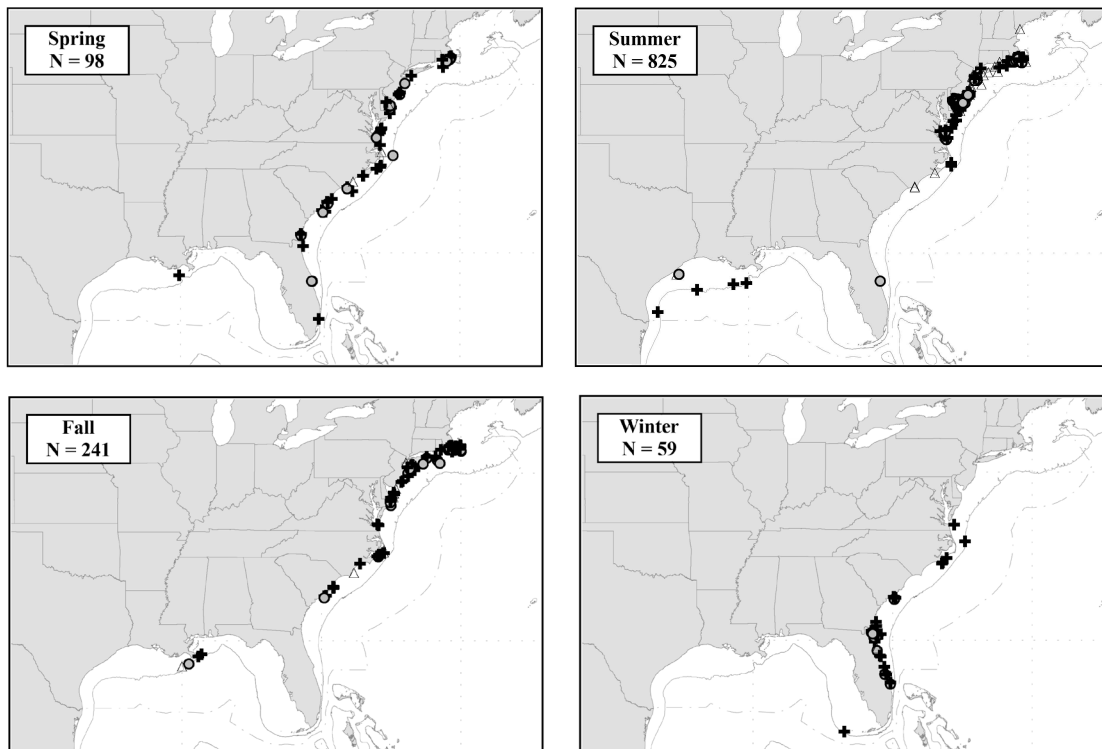 Spring
N = 98
Summer
N = 825
Fall
N = 241
Winter
N = 59